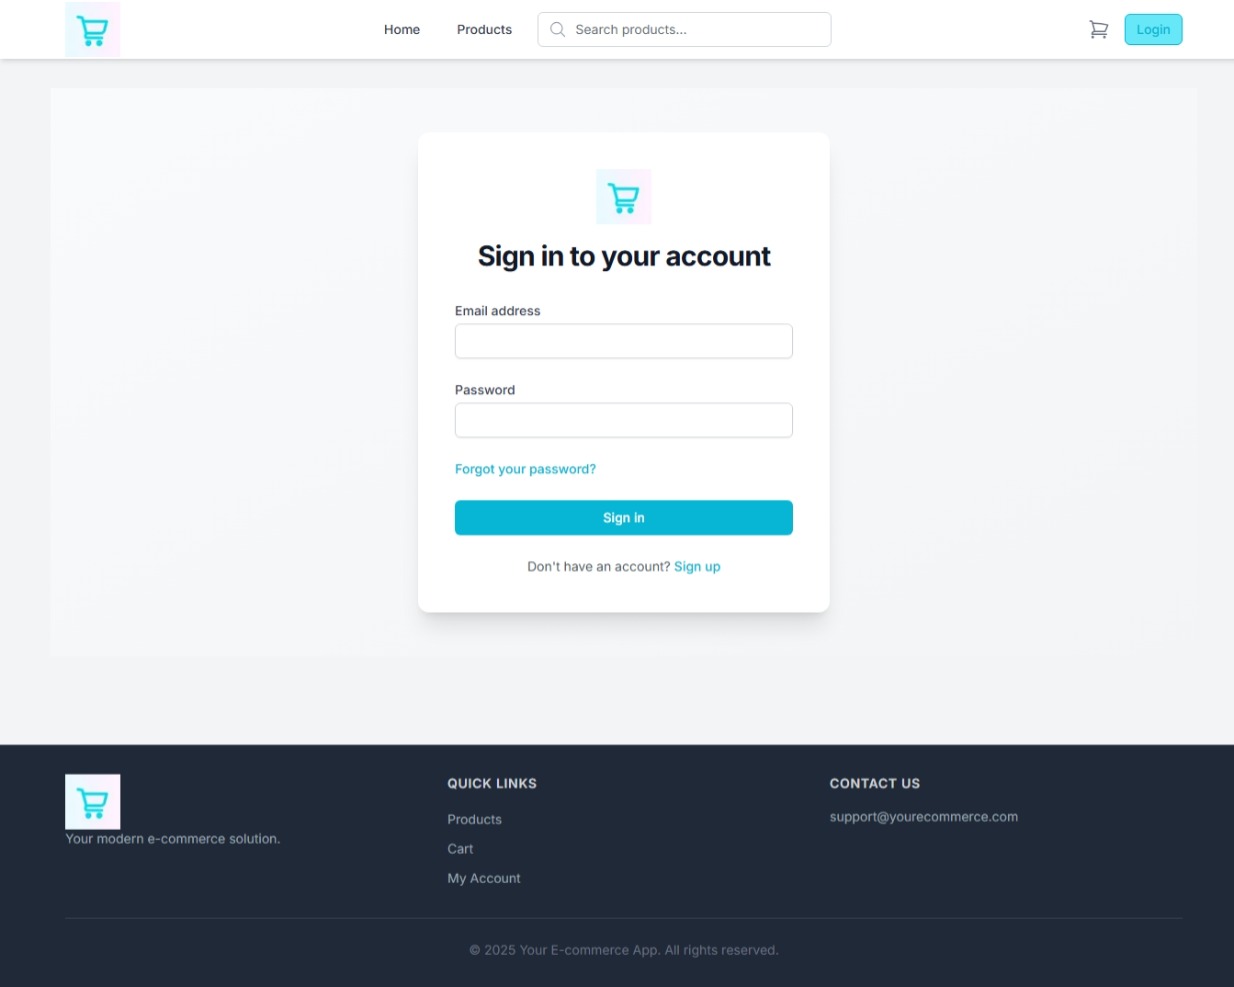 Home
Products
Search products...
Login
Sign in to your account
Email address
Password
Forgot your password?
Sign in
Don't have an account? Sign up
Your modern e-commerce solution.
QUICK LINKS
Products
Cart
My Account
CONTACT US
support@yourecommerce.com
© 2025 Your E-commerce App. All rights reserved.